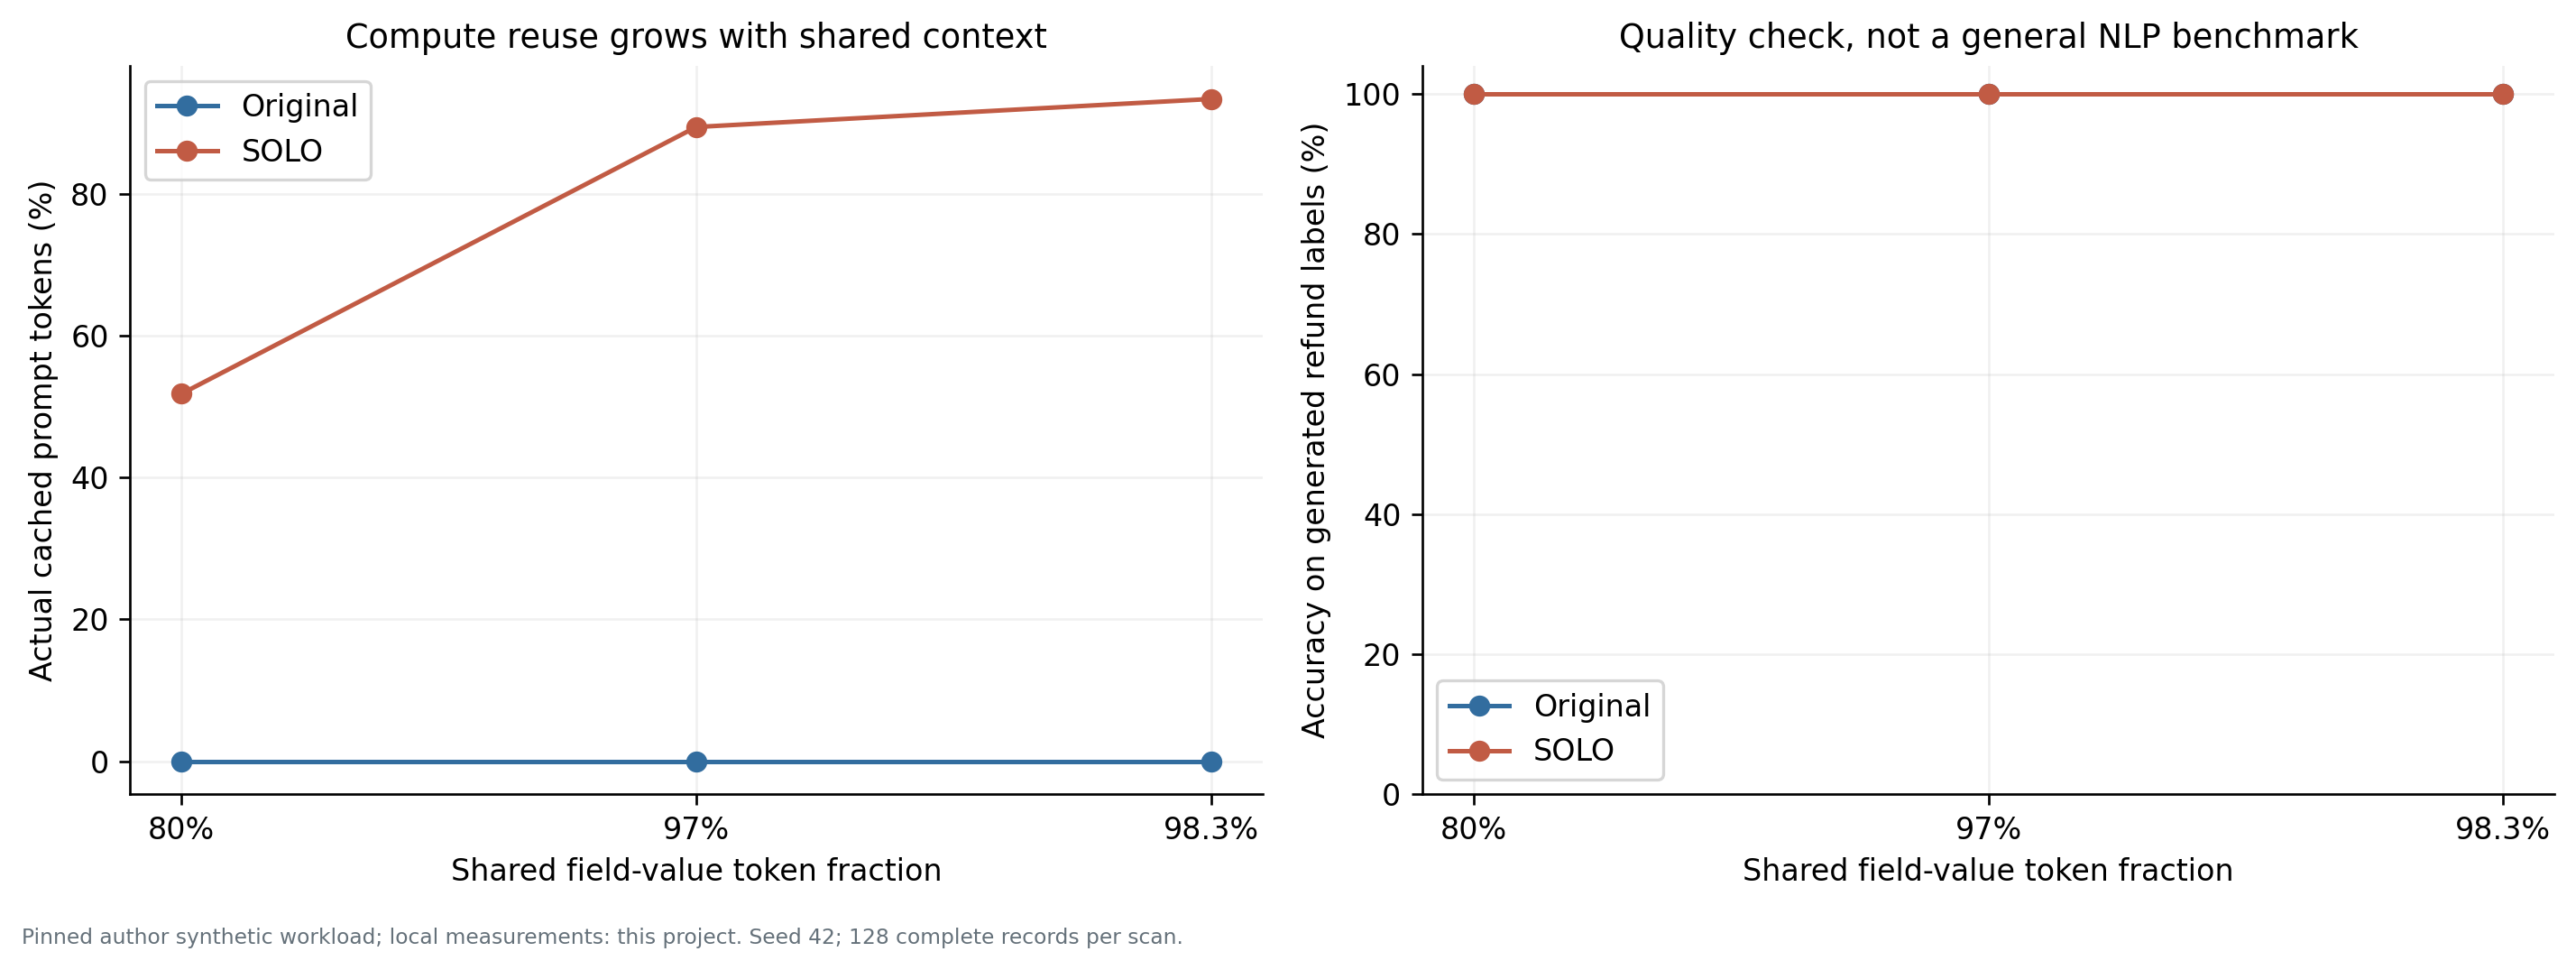 Compute reuse grows with shared context
Original
SOLO
Actual cached prompt tokens (%)
80
60
40
20
0
80%
97%
98.3%
Shared field-value token fraction
Quality check, not a general NLP benchmark
Accuracy on generated refund labels (%)
100
80
60
40
20
0
Original
SOLO
80%
97%
98.3%
Shared field-value token fraction
Pinned author synthetic workload; local measurements: this project. Seed 42; 128 complete records per scan.